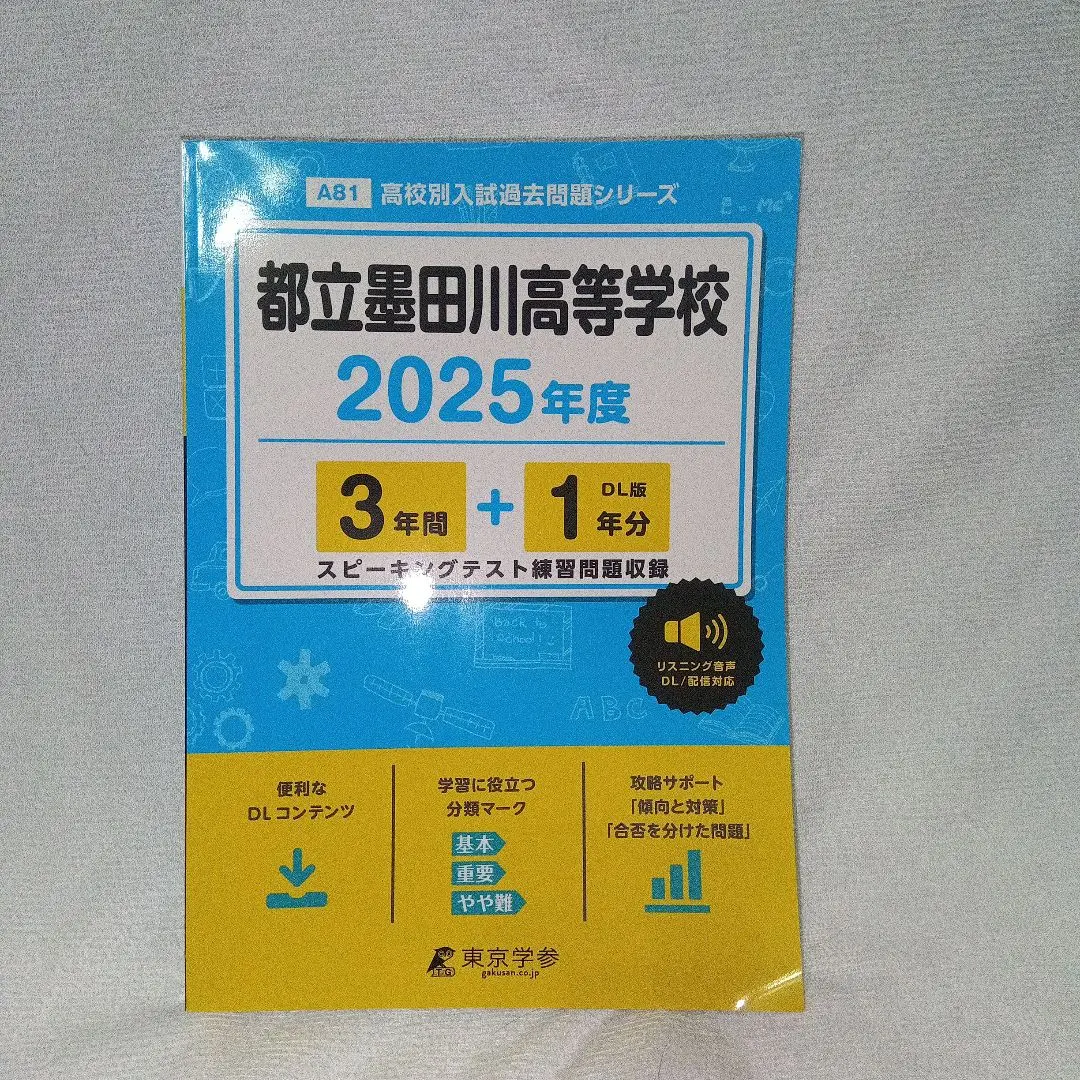 A81 高校別入試過去問題シリーズ
E = MC²
都立墨田川高等学校
2025年度
3年間 + 1年分 DL版
スピーキングテスト練習問題収録
Back to
School!
リスニング音声
DL/配信対応
ABC
便利な
DLコンテンツ
学習に役立つ
分類マーク
基本
重要
やや難
攻略サポート
「傾向と対策」
「合否を分けた問題」
東京学参
gakusan.co.jp